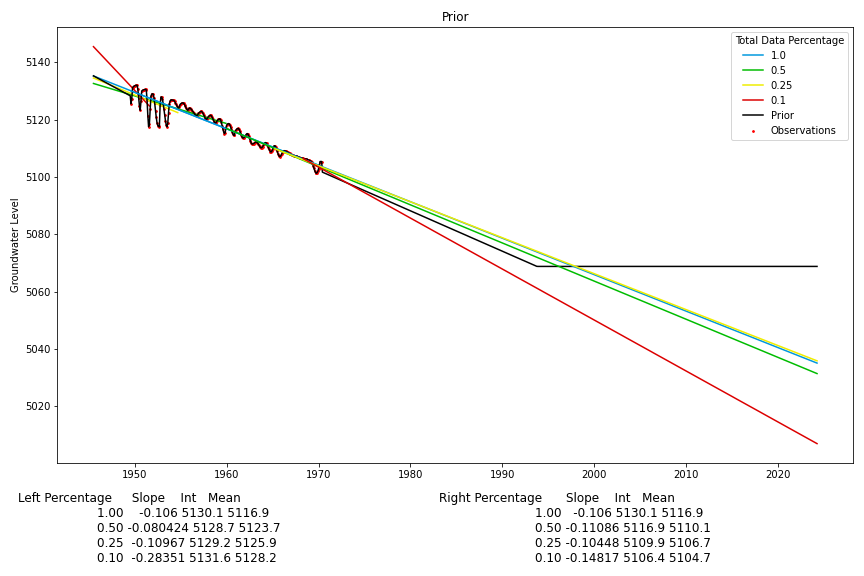 Prior
Total Data Percentage
1.0
0.5
0.25
0.1
Prior
Observations
Groundwater Level
5140
5120
5100
5080
5060
5040
5020
1950
1960
1970
1980
1990
2000
2010
2020
Left Percentage Slope Int Mean
1.00 -0.106 5130.1 5116.9
0.50 -0.080424 5128.7 5123.7
0.25 -0.10967 5129.2 5125.9
0.10 -0.28351 5131.6 5128.2
Right Percentage Slope Int Mean
1.00 -0.106 5130.1 5116.9
0.50 -0.11086 5116.9 5110.1
0.25 -0.10448 5109.9 5106.7
0.10 -0.14817 5106.4 5104.7